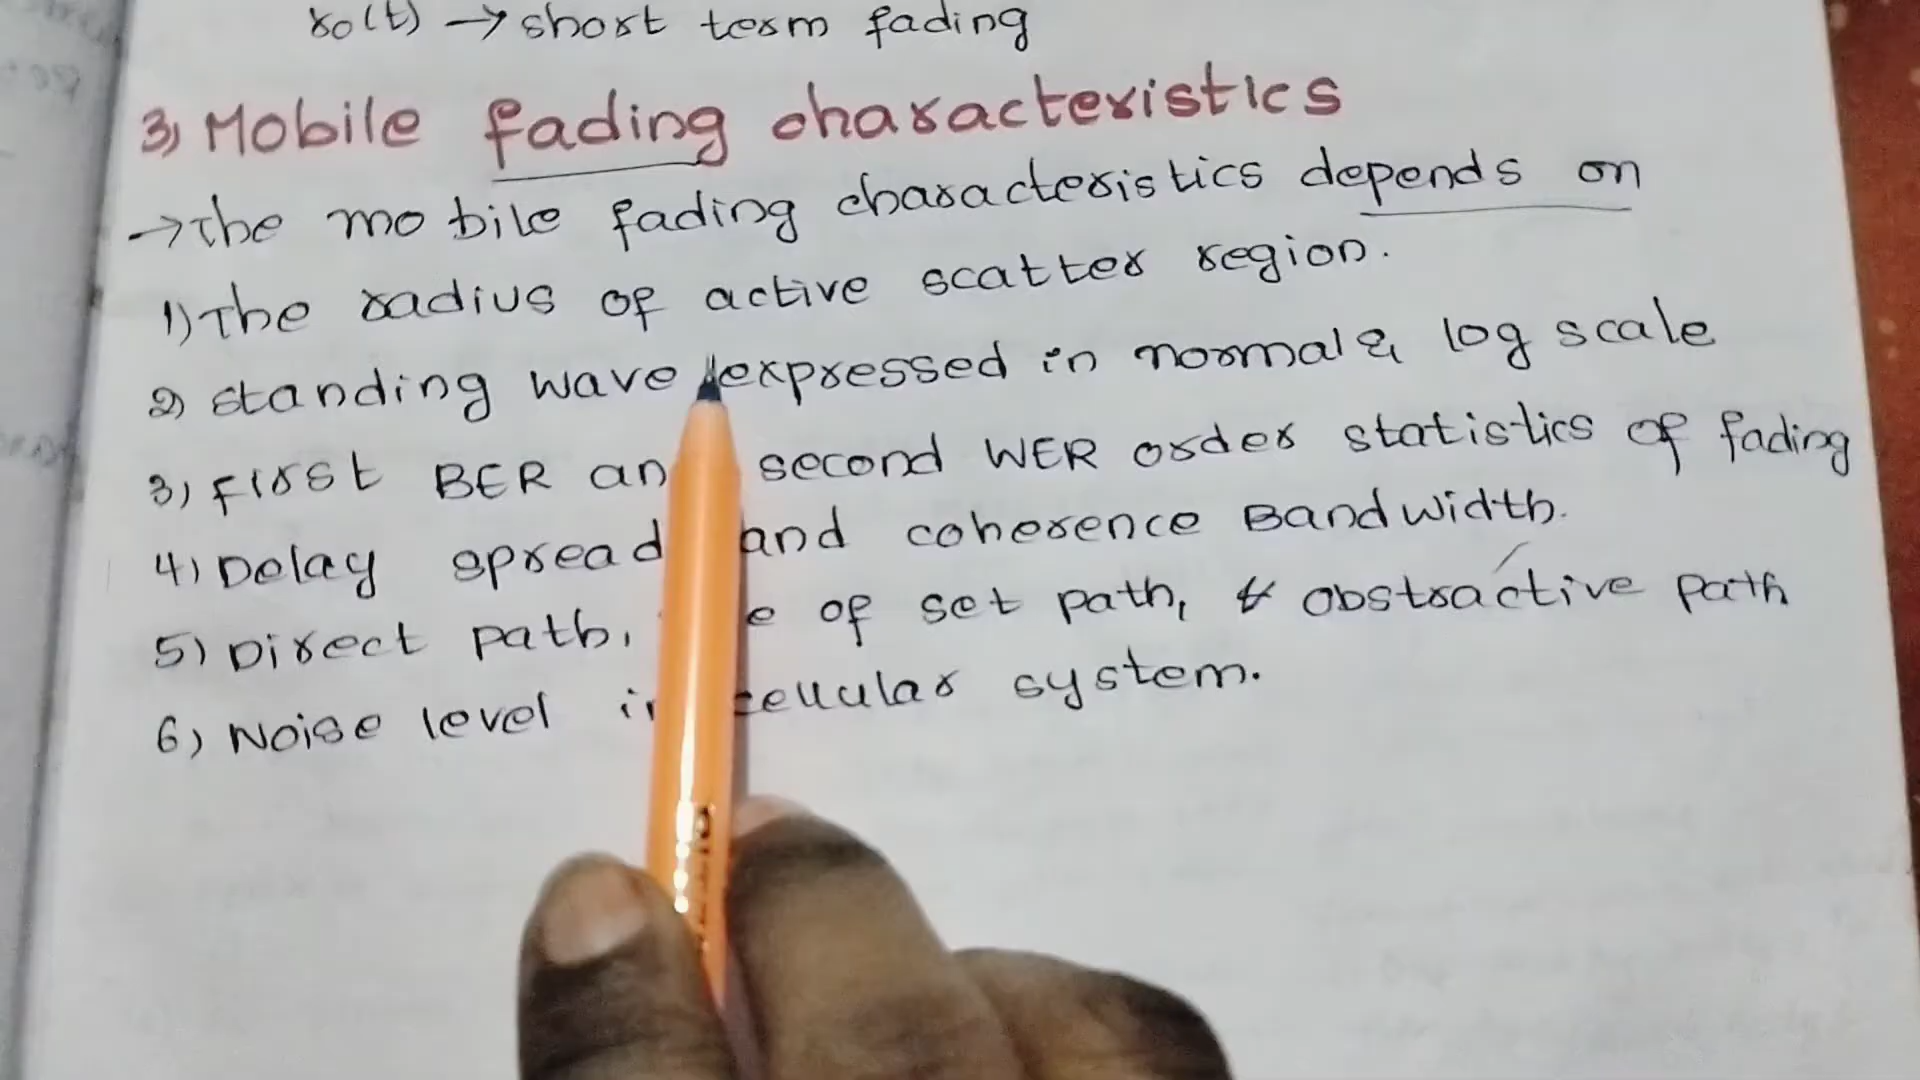 r0(t) → short term fading
3) Mobile fading characteristics
→ The mobile fading characteristics depends on
1) The radius of active scatter region.
2) standing wave expressed in normal & log scale
3) First BER an second WER order statistics of fading
4) Delay spread and coherence Bandwidth.
5) Direct path, of set path, & obstractive path
6) Noise level in cellular system.